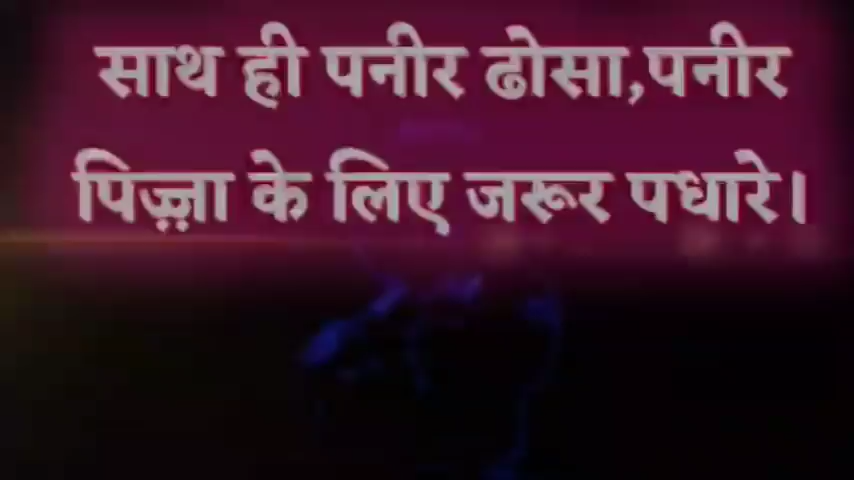 साथ ही पनीर ढोसा,पनीर
पिज़्ज़ा के लिए जरूर पधारे।